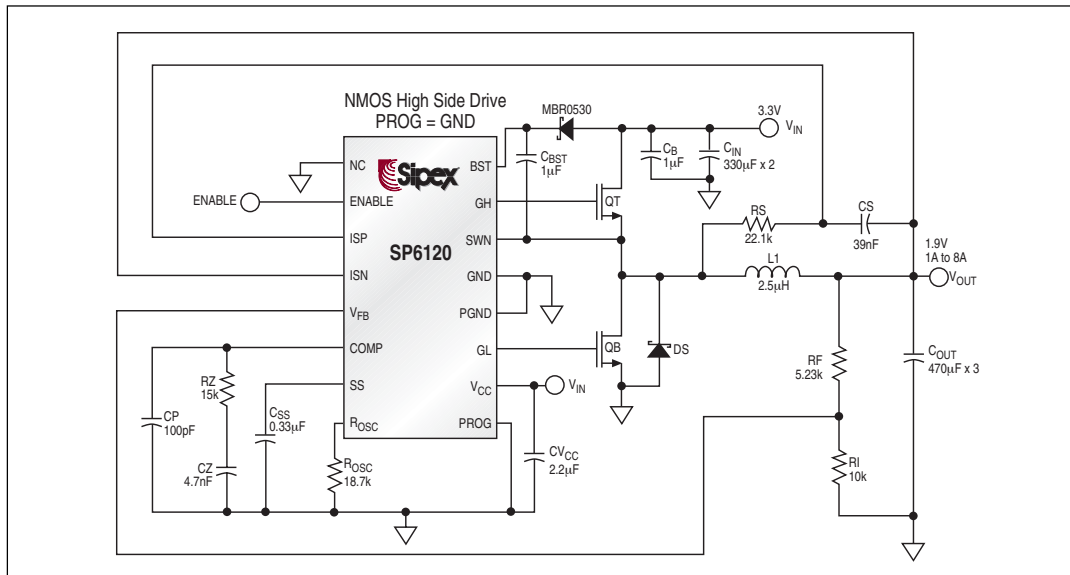 NMOS High Side Drive
PROG = GND
Sipex
SP6120
NC
ENABLE
ISP
ISN
VFB
COMP
SS
ROSC
BST
GH
SWN
GND
PGND
GL
VCC
PROG
ENABLE
MBR0530
CBST
1µF
CB
1µF
CIN
330µF x 2
3.3V
VIN
QT
RS
22.1k
CS
39nF
L1
2.5µH
1.9V
1A to 8A
VOUT
QB
DS
RF
5.23k
COUT
470µF x 3
RI
10k
VIN
CVCC
2.2µF
CP
100pF
RZ
15k
CZ
4.7nF
CSS
0.33µF
ROSC
18.7k